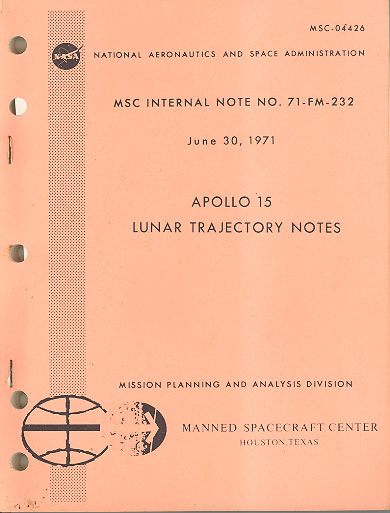 MSC-04426
NASA
NATIONAL AERONAUTICS AND SPACE ADMINISTRATION
MSC INTERNAL NOTE NO. 71-FM-232
June 30, 1971
APOLLO 15
LUNAR TRAJECTORY NOTES
MISSION PLANNING AND ANALYSIS DIVISION
MANNED SPACECRAFT CENTER
HOUSTON, TEXAS